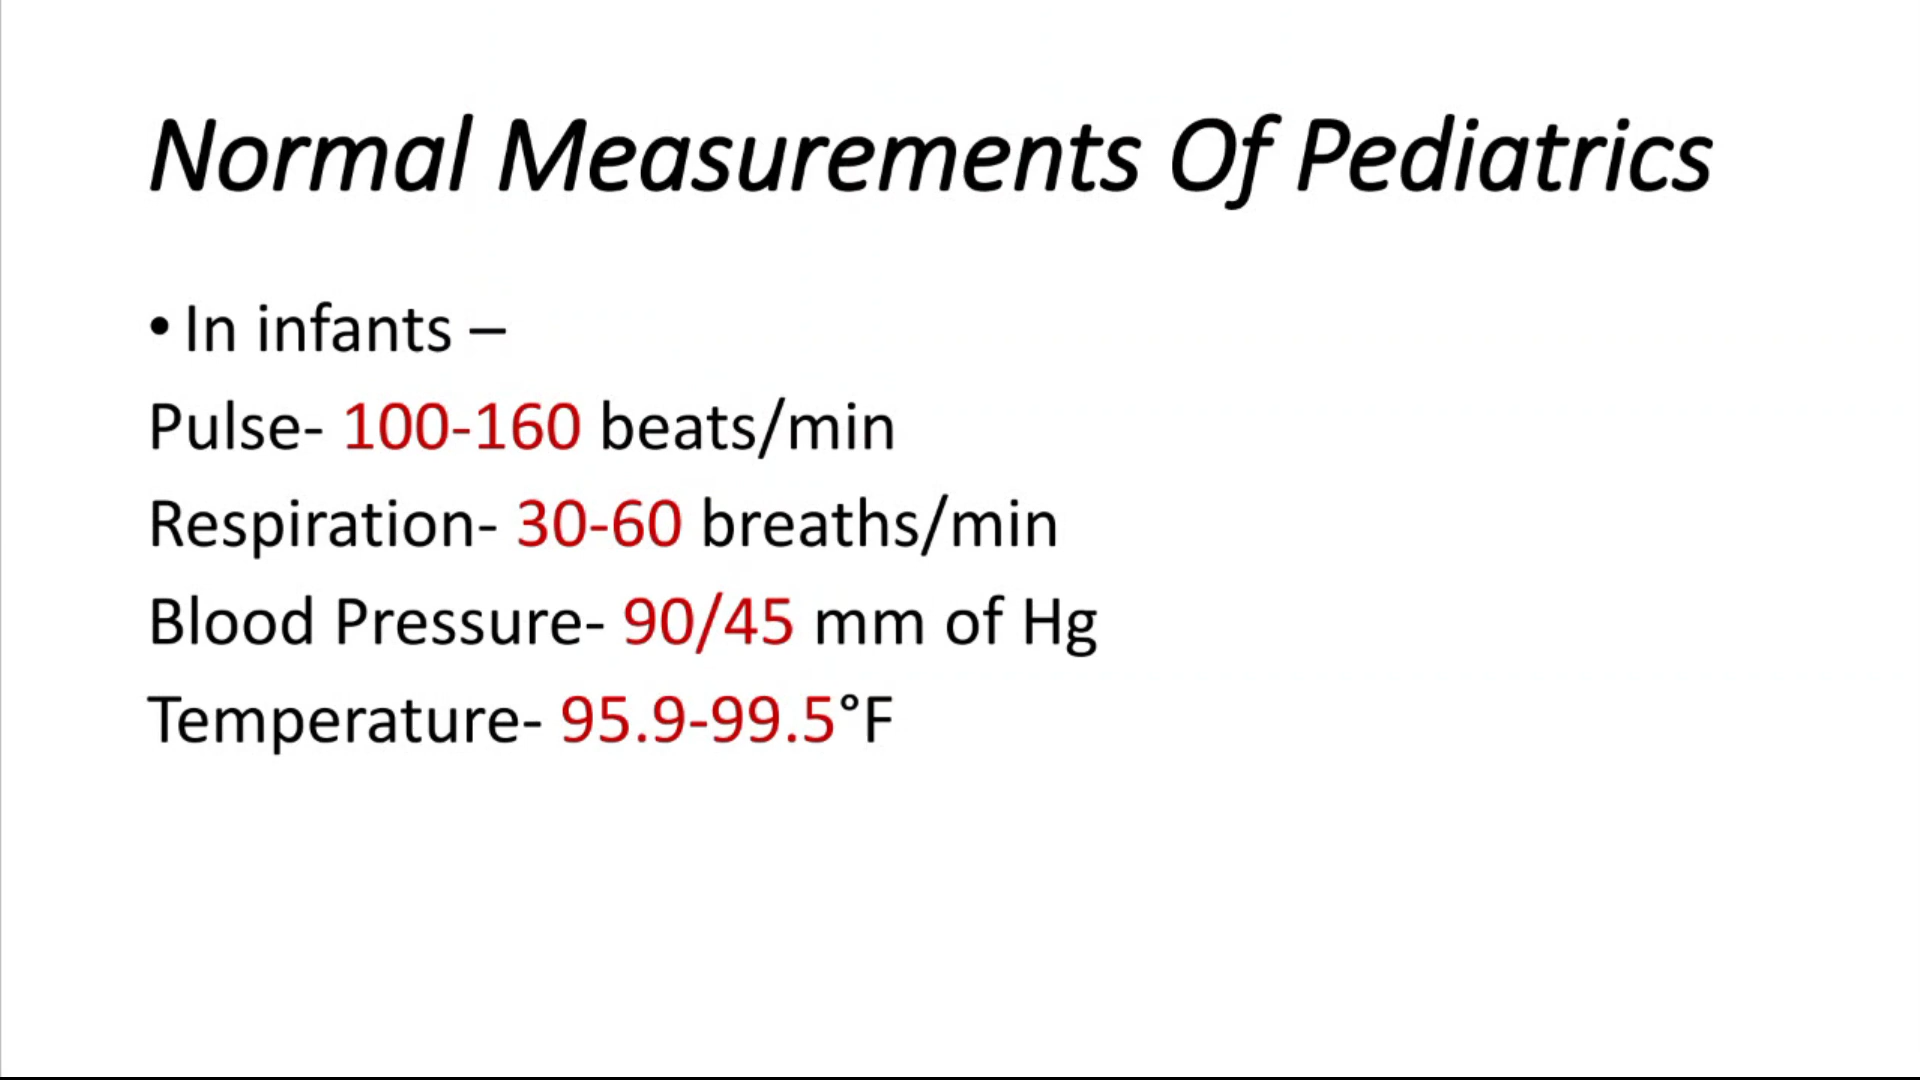 Normal Measurements Of Pediatrics
• In infants –
Pulse- 100-160 beats/min
Respiration- 30-60 breaths/min
Blood Pressure- 90/45 mm of Hg
Temperature- 95.9-99.5°F